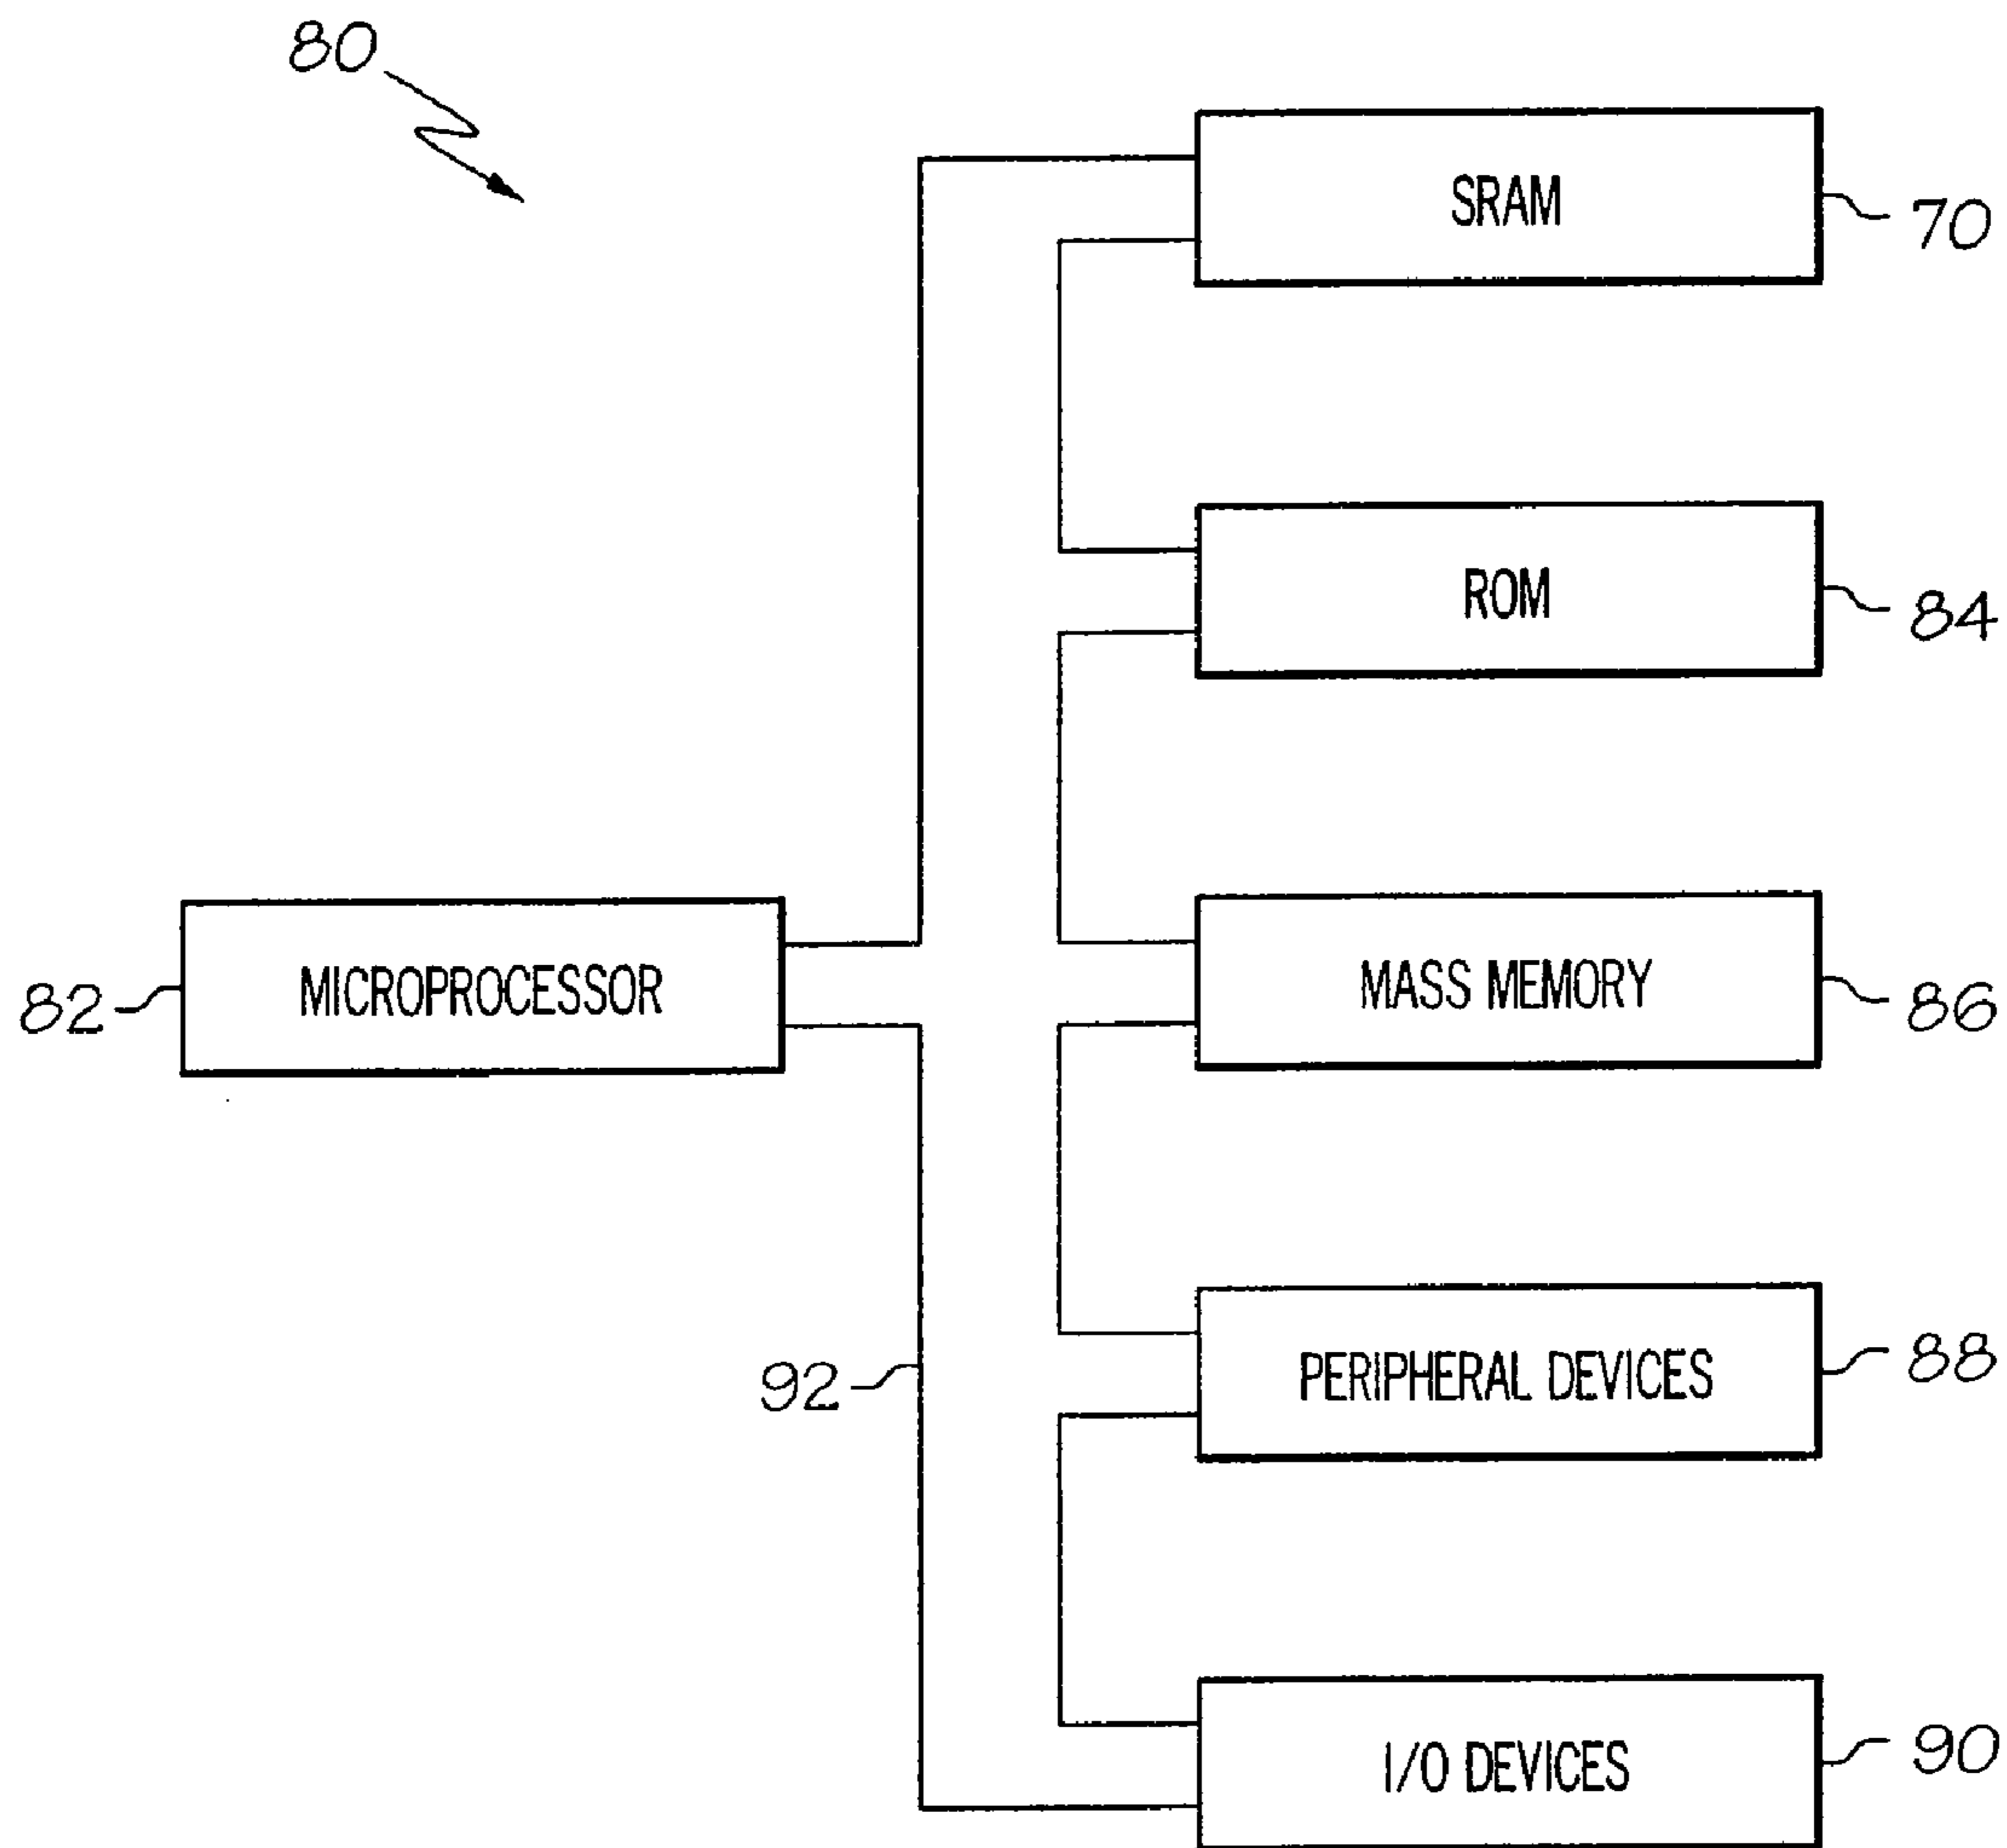 80
SRAM
70
ROM
84
82
MICROPROCESSOR
MASS MEMORY
86
92
PERIPHERAL DEVICES
88
I/O DEVICES
90